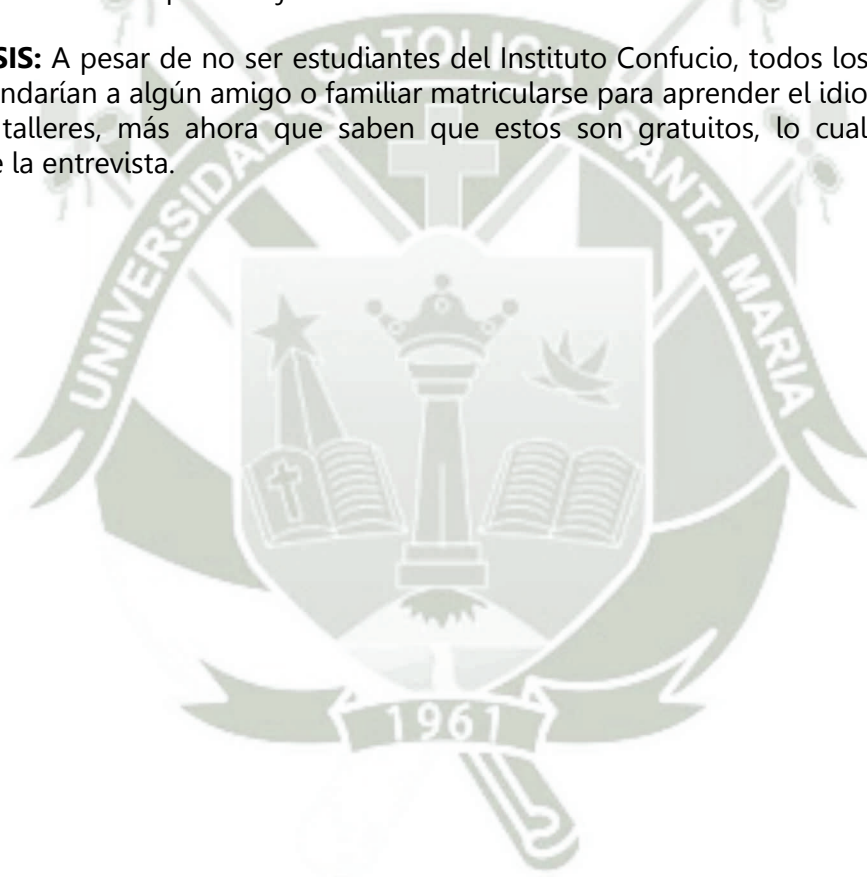 SIS: A pesar de no ser estudiantes del Instituto Confucio, todos los
ndarían a algún amigo o familiar matricularse para aprender el idio
talleres, más ahora que saben que estos son gratuitos, lo cual
e la entrevista.
UNIVERSIDAD CATOLICA SANTA MARIA
1961